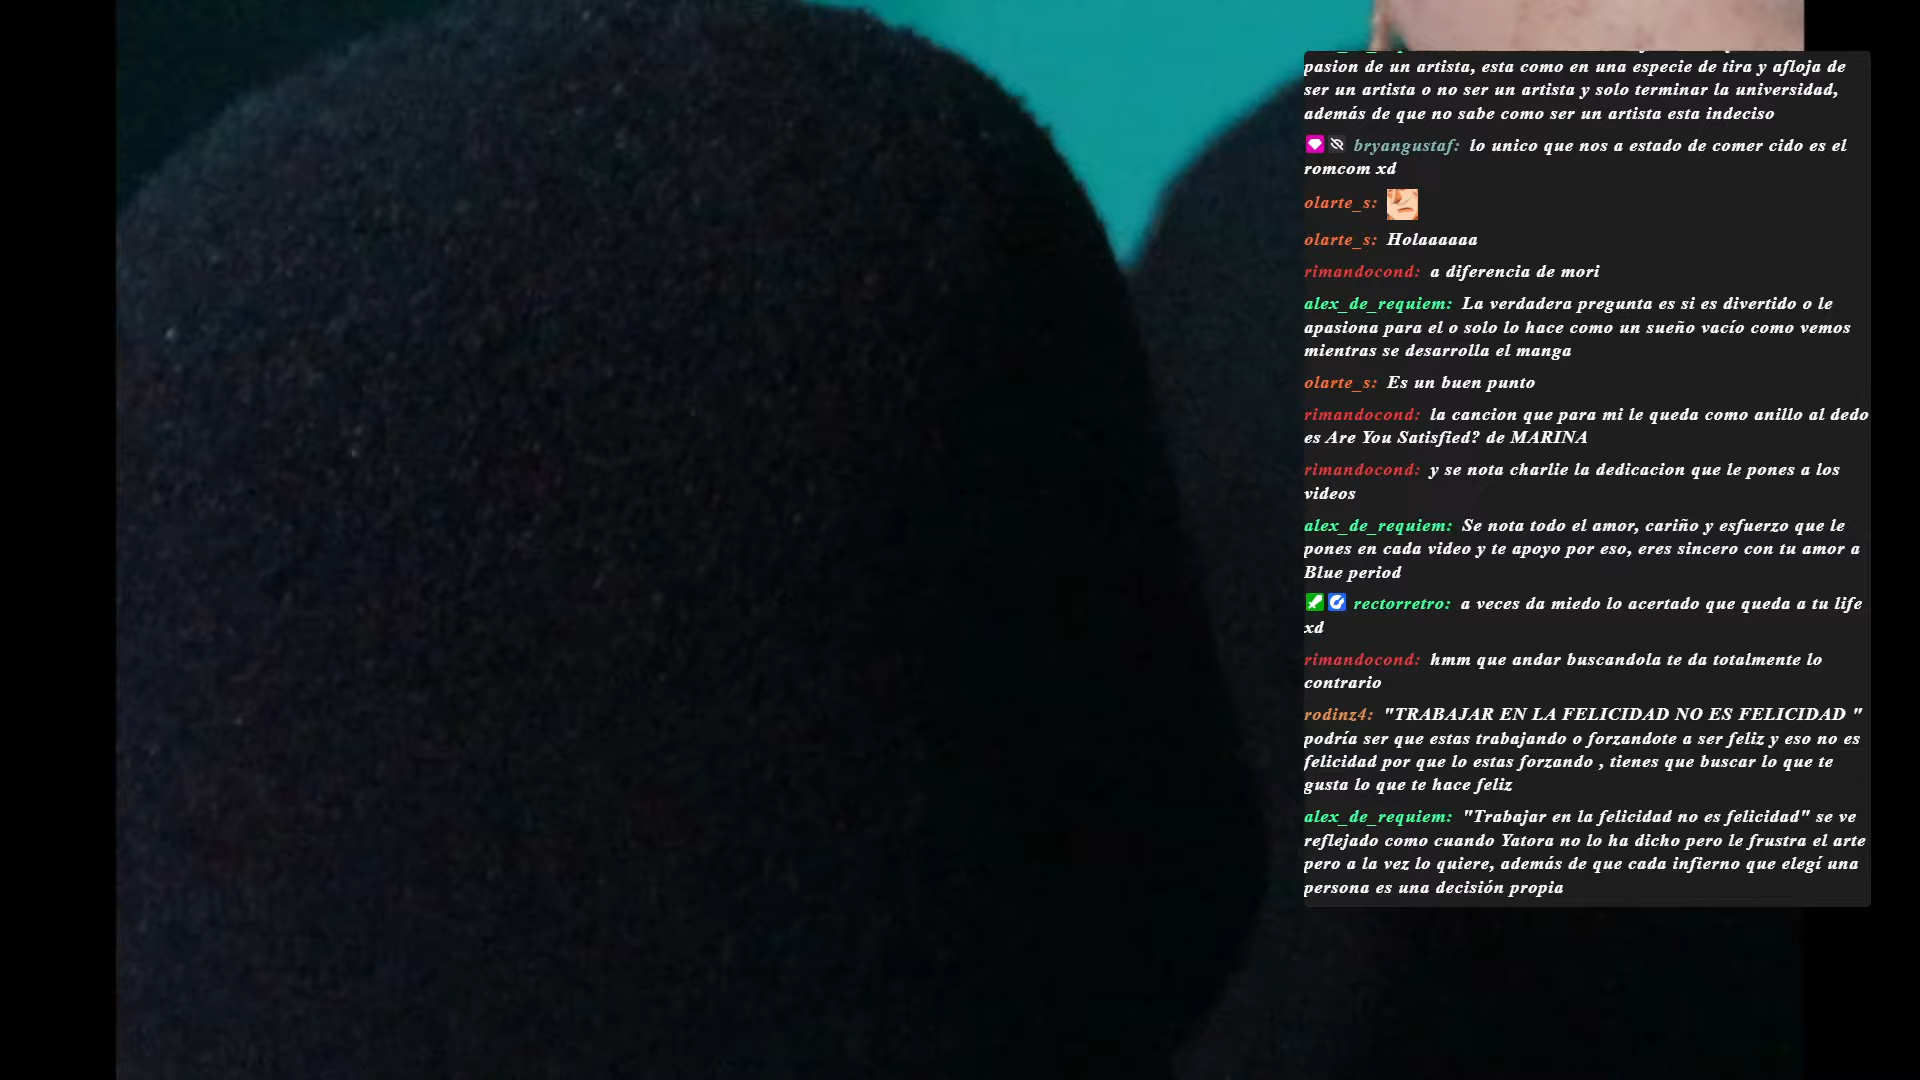 pasion de un artista, esta como en una especie de tira y afloja de
ser un artista o no ser un artista y solo terminar la universidad,
además de que no sabe como ser un artista esta indeciso
bryangustaf: lo unico que nos a estado de comer cido es el
romcom xd
olarte_s:
olarte_s: Holaaaaaa
rimandocond: a diferencia de mori
alex_de_requiem: La verdadera pregunta es si es divertido o le
apasiona para el o solo lo hace como un sueño vacío como vemos
mientras se desarrolla el manga
olarte_s: Es un buen punto
rimandocond: la cancion que para mi le queda como anillo al dedo
es Are You Satisfied? de MARINA
rimandocond: y se nota charlie la dedicacion que le pones a los
videos
alex_de_requiem: Se nota todo el amor, cariño y esfuerzo que le
pones en cada video y te apoyo por eso, eres sincero con tu amor a
Blue period
rectorretro: a veces da miedo lo acertado que queda a tu life
xd
rimandocond: hmm que andar buscandola te da totalmente lo
contrario
rodinz4: "TRABAJAR EN LA FELICIDAD NO ES FELICIDAD "
podría ser que estas trabajando o forzandote a ser feliz y eso no es
felicidad por que lo estas forzando , tienes que buscar lo que te
gusta lo que te hace feliz
alex_de_requiem: "Trabajar en la felicidad no es felicidad" se ve
reflejado como cuando Yatora no lo ha dicho pero le frustra el arte
pero a la vez lo quiere, además de que cada infierno que elegí una
persona es una decisión propia